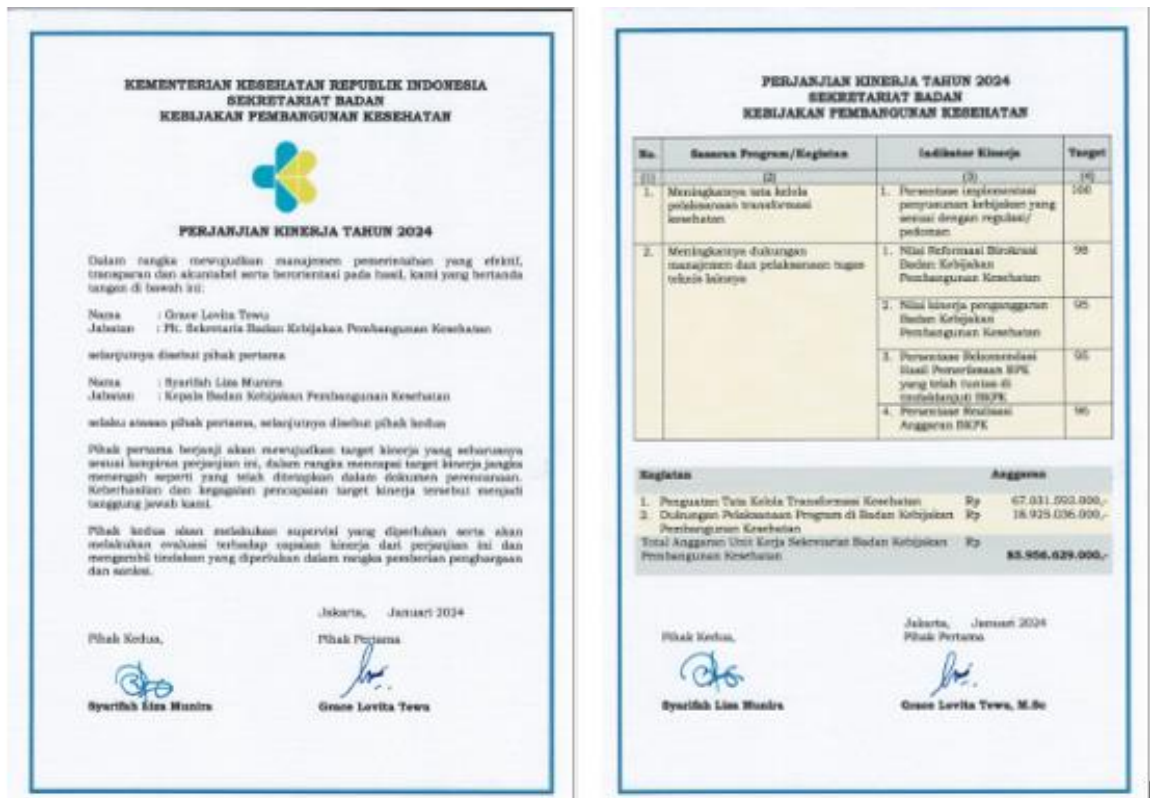 KEMENTERIAN KESEHATAN REPUBLIK INDONESIA
SEKRETARIAT BADAN
KEBIJAKAN PEMBANGUNAN KESEHATAN
PERJANJIAN KINERJA TAHUN 2024
Dalam rangka mewujudkan manajemen pemerintahan yang efektif,
transparan dan akuntabel serta berorientasi pada hasil, kami yang bertanda
tangan di bawah ini:
Nama : Grace Lovita Tewu
Jabatan : Plt. Sekretaris Badan Kebijakan Pembangunan Kesehatan
selanjutnya disebut pihak pertama
Nama : Syarifah Liza Munira
Jabatan : Kepala Badan Kebijakan Pembangunan Kesehatan
selaku atasan pihak pertama, selanjutnya disebut pihak kedua
Pihak pertama berjanji akan mewujudkan target kinerja yang seharusnya
sesuai lampiran perjanjian ini, dalam rangka mencapai target kinerja jangka
menengah seperti yang telah ditetapkan dalam dokumen perencanaan.
Keberhasilan dan kegagalan pencapaian target kinerja tersebut menjadi
tanggung jawab kami.
Pihak kedua akan melakukan supervisi yang diperlukan serta akan
melakukan evaluasi terhadap capaian kinerja dari perjanjian ini dan
mengambil tindakan yang diperlukan dalam rangka pemberian penghargaan
dan sanksi.
Jakarta, Januari 2024
Pihak Kedua, Pihak Pertama
Syarifah Liza Munira Grace Lovita Tewu
PERJANJIAN KINERJA TAHUN 2024
SEKRETARIAT BADAN
KEBIJAKAN PEMBANGUNAN KESEHATAN
No. Sasaran Program/Kegiatan Indikator Kinerja Target
(1) (2) (3) (4)
1. Meningkatnya tata kelola pelaksanaan transformasi kesehatan
1. Persentase implementasi
penyusunan kebijakan yang
sesuai dengan regulasi/
pedoman
100
2. Meningkatnya dukungan
manajemen dan pelaksanaan tugas
teknis lainnya
1. Nilai Reformasi Birokrasi
Badan Kebijakan
Pembangunan Kesehatan
98
2. Nilai kinerja penganggaran
Badan Kebijakan
Pembangunan Kesehatan
95
3. Persentase Rekomendasi
Hasil Pemeriksaan BPK
yang telah tuntas di
tindaklanjuti BKPK
95
4. Persentase Realisasi
Anggaran BKPK
96
Kegiatan Anggaran
1. Penguatan Tata Kelola Transformasi Kesehatan Rp 67.031.593.000,-
2. Dukungan Pelaksanaan Program di Badan Kebijakan Rp 18.925.036.000,-
Pembangunan Kesehatan
Total Anggaran Unit Kerja Sekretariat Badan Kebijakan Rp
Pembangunan Kesehatan 85.956.629.000,-
Jakarta, Januari 2024
Pihak Kedua, Pihak Pertama
Syarifah Liza Munira Grace Lovita Tewu, M.Sc